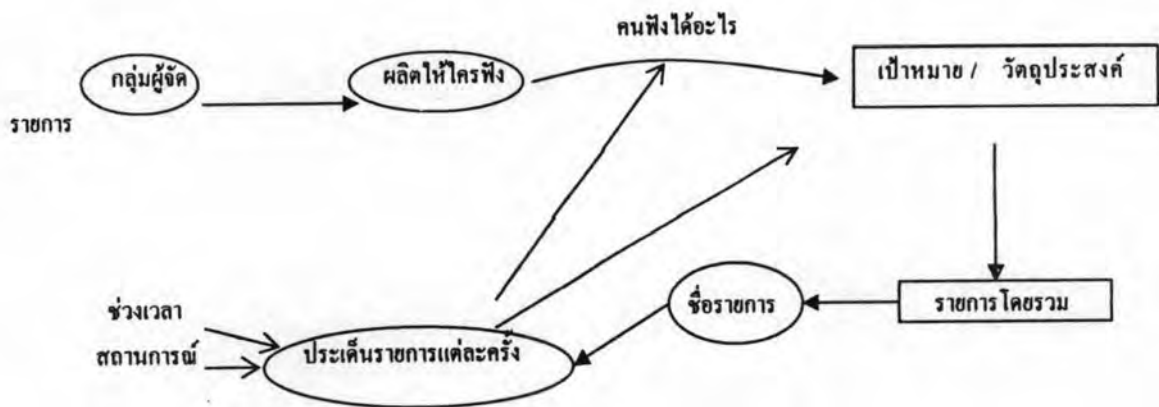 คนฟังได้อะไร
กลุ่มผู้จัด
ผลิตให้ใครฟัง
เป้าหมาย / วัตถุประสงค์
รายการ
ช่วงเวลา
ชื่อรายการ
รายการโดยรวม
สถานการณ์
ประเด็นรายการแต่ละครั้ง